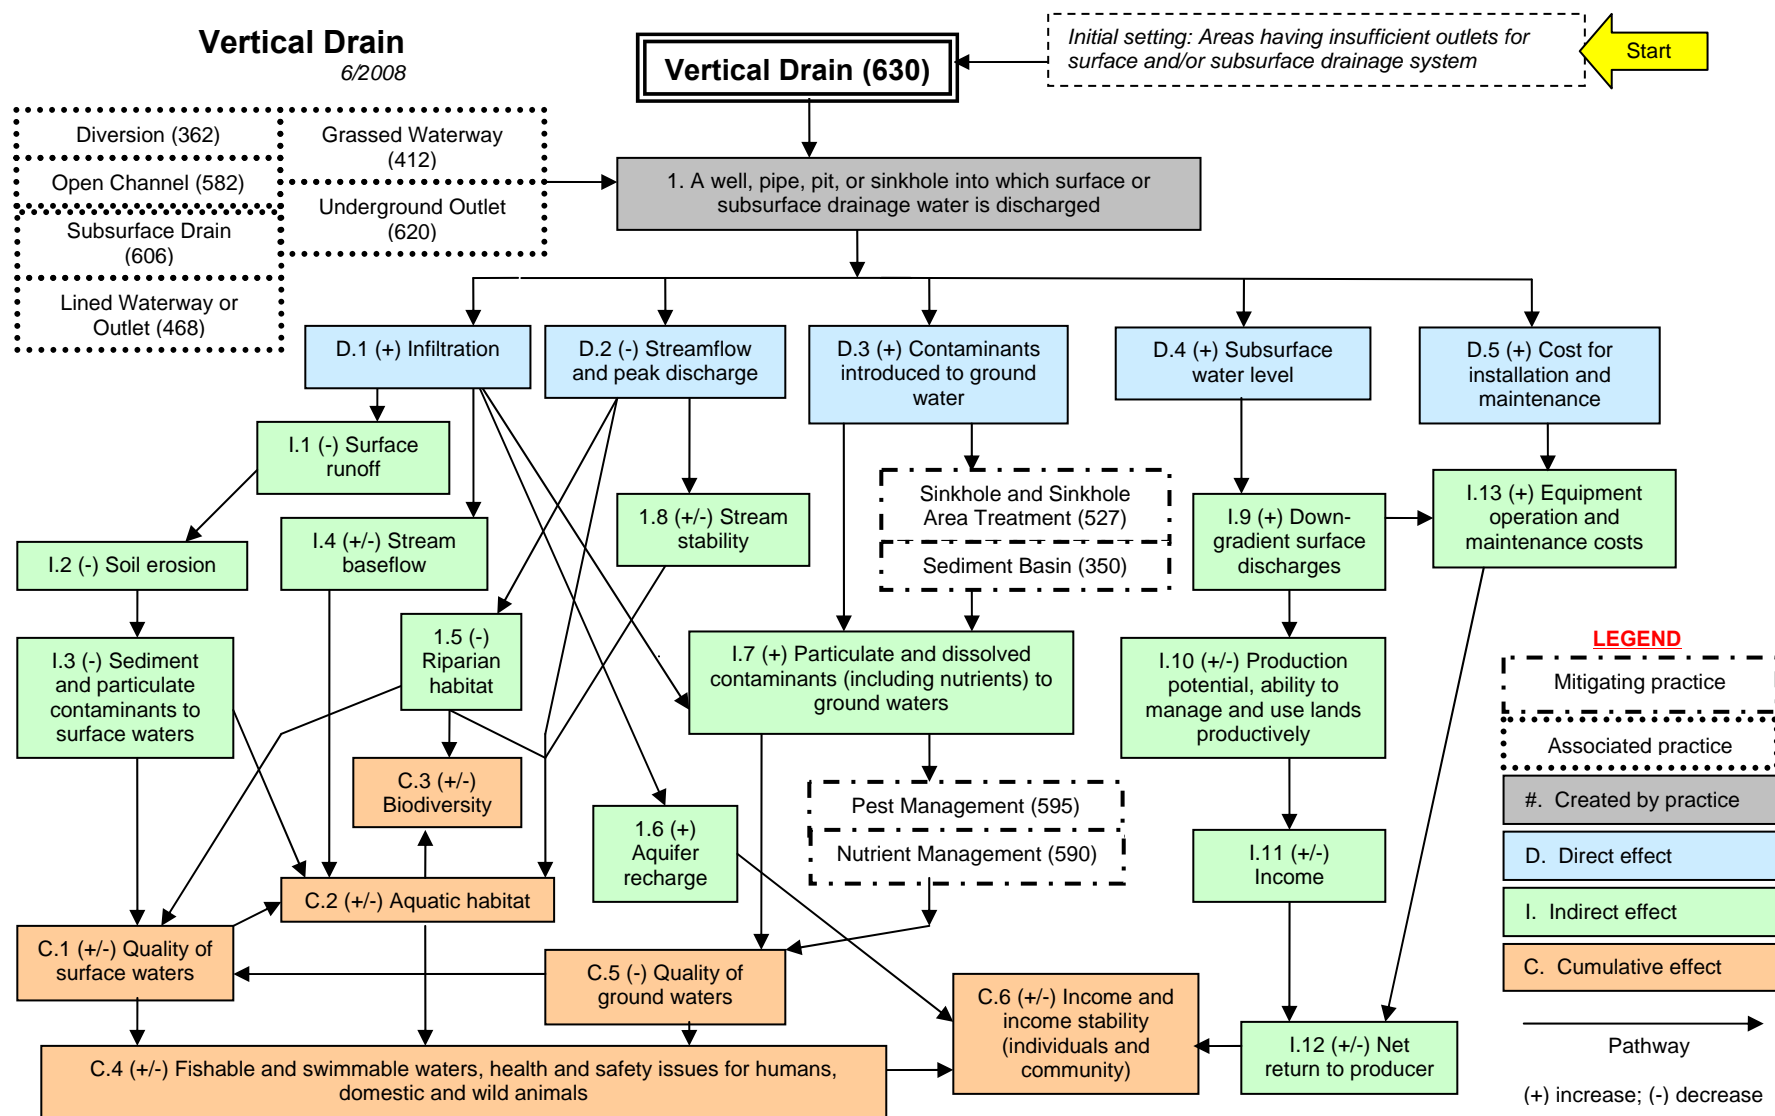 Vertical Drain
6/2008
Vertical Drain (630)
Initial setting: Areas having insufficient outlets for
surface and/or subsurface drainage system
Start
Diversion (362)
Open Channel (582)
Subsurface Drain
(606)
Lined Waterway or
Outlet (468)
Grassed Waterway
(412)
Underground Outlet
(620)
1. A well, pipe, pit, or sinkhole into which surface or
subsurface drainage water is discharged
D.1 (+) Infiltration
D.2 (-) Streamflow
and peak discharge
D.3 (+) Contaminants
introduced to ground
water
D.4 (+) Subsurface
water level
D.5 (+) Cost for
installation and
maintenance
I.1 (-) Surface
runoff
I.2 (-) Soil erosion
I.4 (+/-) Stream
baseflow
1.8 (+/-) Stream
stability
Sinkhole and Sinkhole
Area Treatment (527)
Sediment Basin (350)
I.9 (+) Down-
gradient surface
discharges
I.13 (+) Equipment
operation and
maintenance costs
I.3 (-) Sediment
and particulate
contaminants to
surface waters
1.5 (-)
Riparian
habitat
I.7 (+) Particulate and dissolved
contaminants (including nutrients) to
ground waters
I.10 (+/-) Production
potential, ability to
manage and use lands
productively
C.3 (+/-)
Biodiversity
1.6 (+)
Aquifer
recharge
Pest Management (595)
Nutrient Management (590)
I.11 (+/-)
Income
C.2 (+/-) Aquatic habitat
C.1 (+/-) Quality of
surface waters
C.5 (-) Quality of
ground waters
C.6 (+/-) Income and
income stability
(individuals and
community)
I.12 (+/-) Net
return to producer
C.4 (+/-) Fishable and swimmable waters, health and safety issues for humans,
domestic and wild animals
LEGEND
Mitigating practice
Associated practice
#. Created by practice
D. Direct effect
I. Indirect effect
C. Cumulative effect
Pathway
(+) increase; (-) decrease